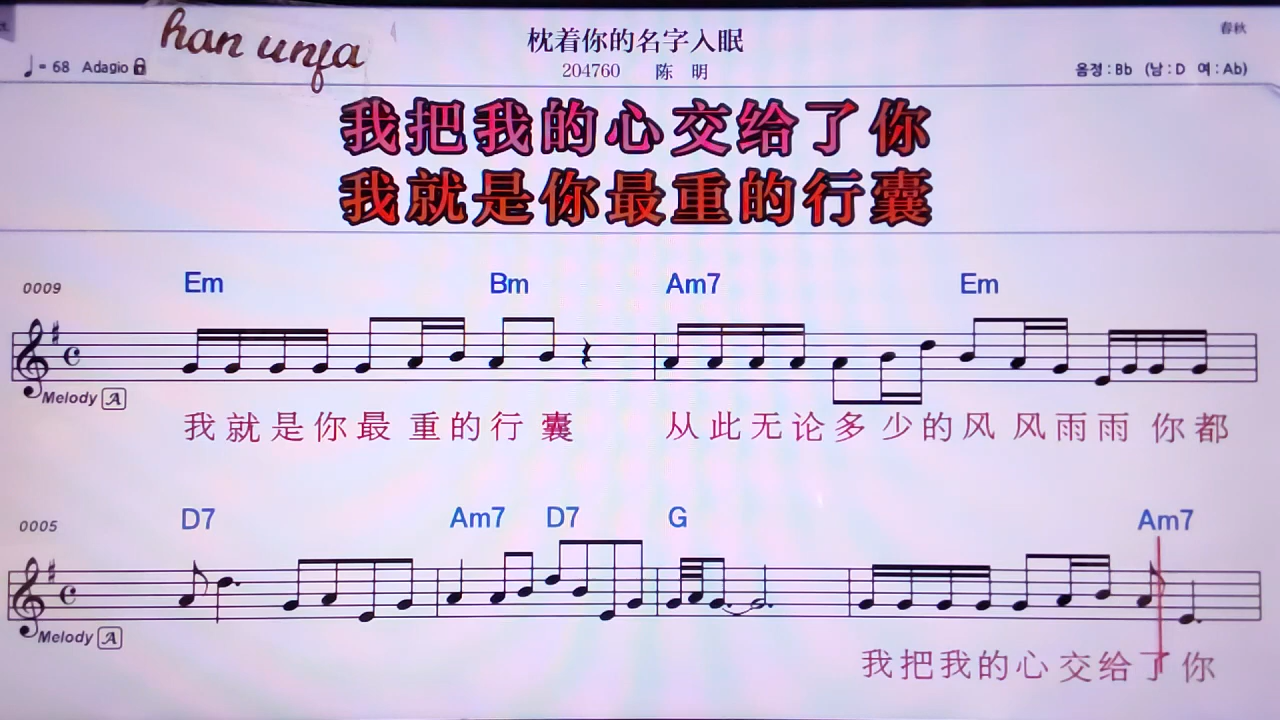 han unfa
枕着你的名字入眠
春秋
♩= 68 Adagio
204760 陈 明
음정 : Bb (남 : D 여 : Ab)
我把我的心交给了你
我就是你最重的行囊
0009
Em Bm Am7 Em
Melody A
我就是你最重的行囊 从此无论多少的风风雨雨你都
0005
D7 Am7 D7 G Am7
Melody A
我把我的心交给了你